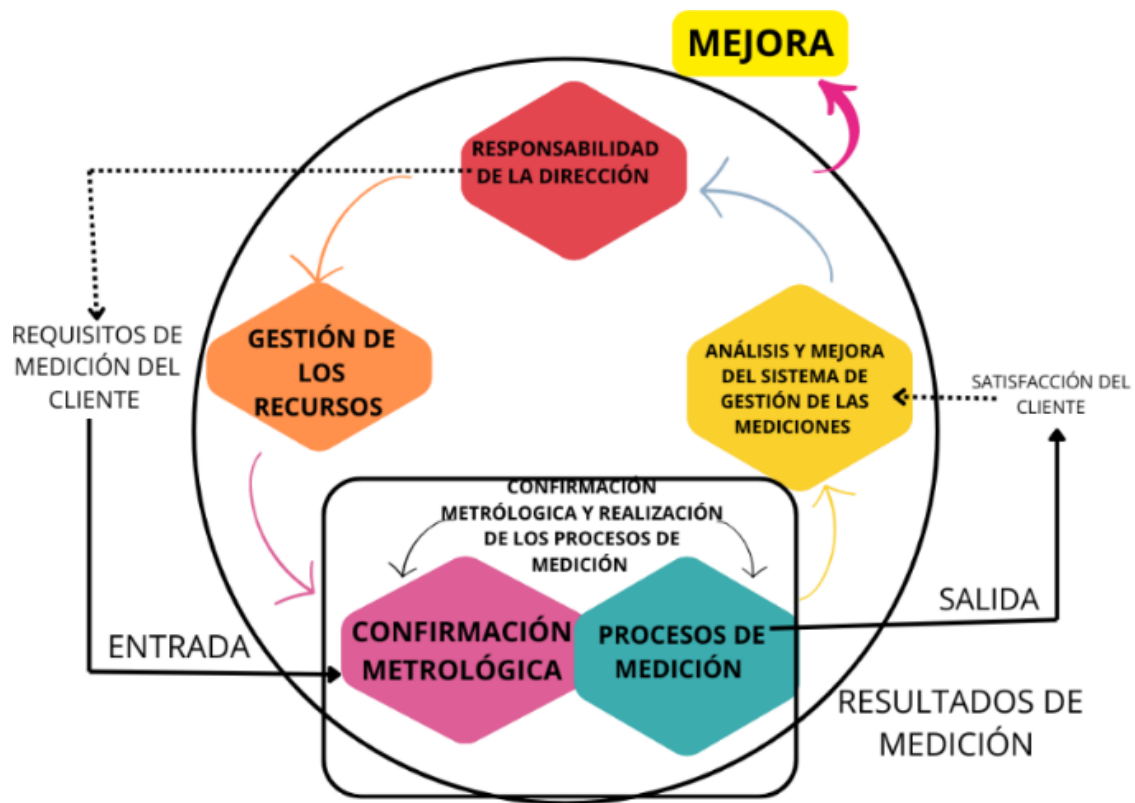 MEJORA
RESPONSABILIDAD
DE LA DIRECCIÓN
REQUISITOS DE
MEDICIÓN DEL
CLIENTE
GESTIÓN DE
LOS
RECURSOS
ANÁLISIS Y MEJORA
DEL SISTEMA DE
GESTIÓN DE LAS
MEDICIONES
SATISFACCIÓN DEL
CLIENTE
CONFIRMACIÓN
METRÓLOGICA Y REALIZACIÓN
DE LOS PROCESOS DE
MEDICIÓN
ENTRADA
CONFIRMACIÓN
METROLÓGICA
PROCESOS DE
MEDICIÓN
SALIDA
RESULTADOS DE
MEDICIÓN